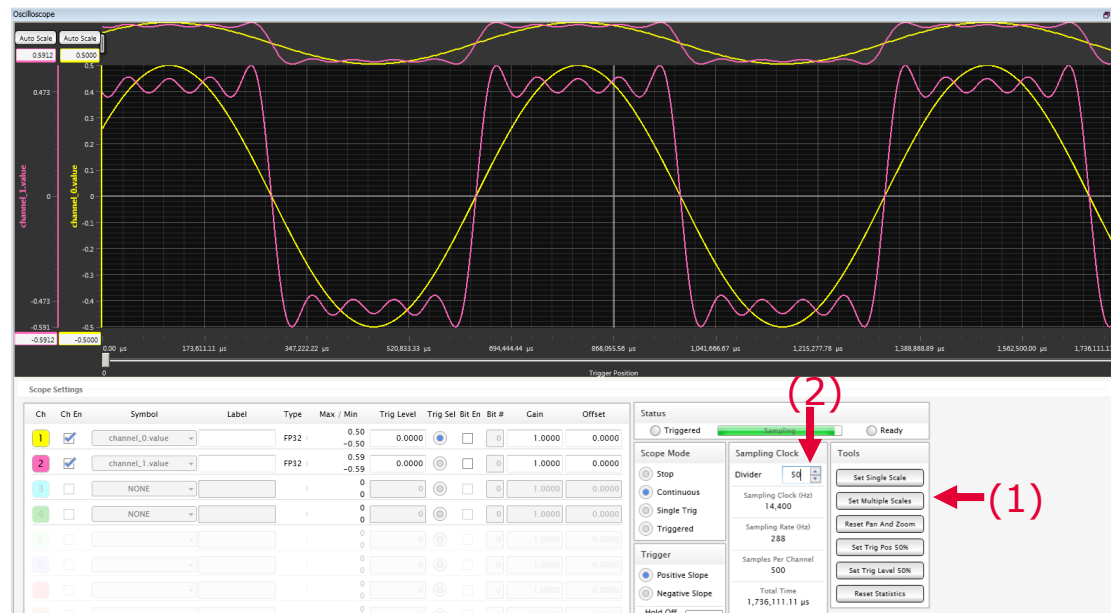 Oscilloscope
Auto Scale Auto Scale
0.5912 0.5000
0.5
0.473 0.4
0.3
0.2
0.1
channel_1.value
channel_0.value
0 0
-0.1
-0.2
-0.3
-0.473 -0.4
-0.591 -0.5
-0.5912 -0.5000
0.00 µs 173,611.11 µs 347,222.22 µs 520,833.33 µs 694,444.44 µs 868,055.56 µs 1,041,666.67 µs 1,215,277.78 µs 1,388,888.89 µs 1,562,500.00 µs 1,736,111.11
0 Trigger Position
Scope Settings
(2)
Ch Ch En Symbol Label Type Max / Min Trig Level Trig Sel Bit En Bit # Gain Offset
1 channel_0.value FP32 0.50 -0.50 0.0000 0 1.0000 0.0000
2 channel_1.value FP32 0.59 -0.59 0.0000 0 1.0000 0.0000
3 NONE 0 0 0 0 1.0000 0.0000
4 NONE 0 0 0 0 1.0000 0.0000
Status
Triggered Sampling Ready
Scope Mode
Stop
Continuous
Single Trig
Triggered
Trigger
Positive Slope
Negative Slope
Hold Off
Sampling Clock
Divider 50
Sampling Clock (Hz)
14,400
Sampling Rate (Hz)
288
Samples Per Channel
500
Total Time
1,736,111.11 µs
Tools
Set Single Scale
Set Multiple Scales
Reset Pan And Zoom
Set Trig Pos 50%
Set Trig Level 50%
Reset Statistics
(1)